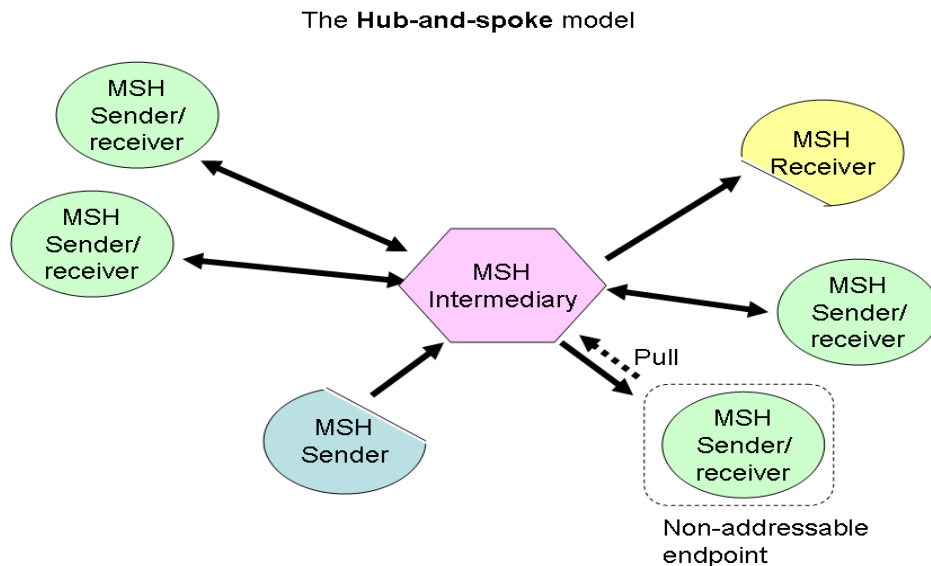 The Hub-and-spoke model
MSH
Sender/
receiver
MSH
Sender/
receiver
MSH
Intermediary
MSH
Receiver
MSH
Sender/
receiver
Pull
MSH
Sender
MSH
Sender/
receiver
Non-addressable
endpoint